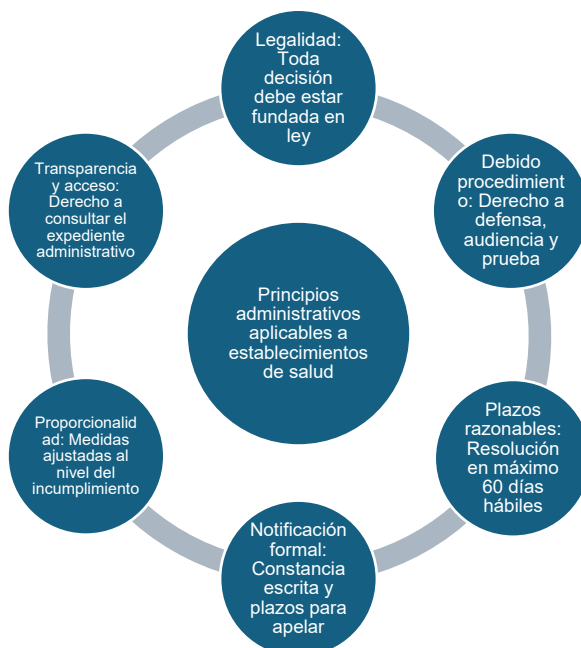 Legalidad:
Toda
decisión
debe estar
fundada en
ley
Debido
procedimient
o: Derecho a
defensa,
audiencia y
prueba
Plazos
razonables:
Resolución
en máximo
60 días
hábiles
Notificación
formal:
Constancia
escrita y
plazos para
apelar
Proporcionalid
ad: Medidas
ajustadas al
nivel del
incumplimiento
Transparencia
y acceso:
Derecho a
consultar el
expediente
administrativo
Principios
administrativos
aplicables a
establecimientos
de salud